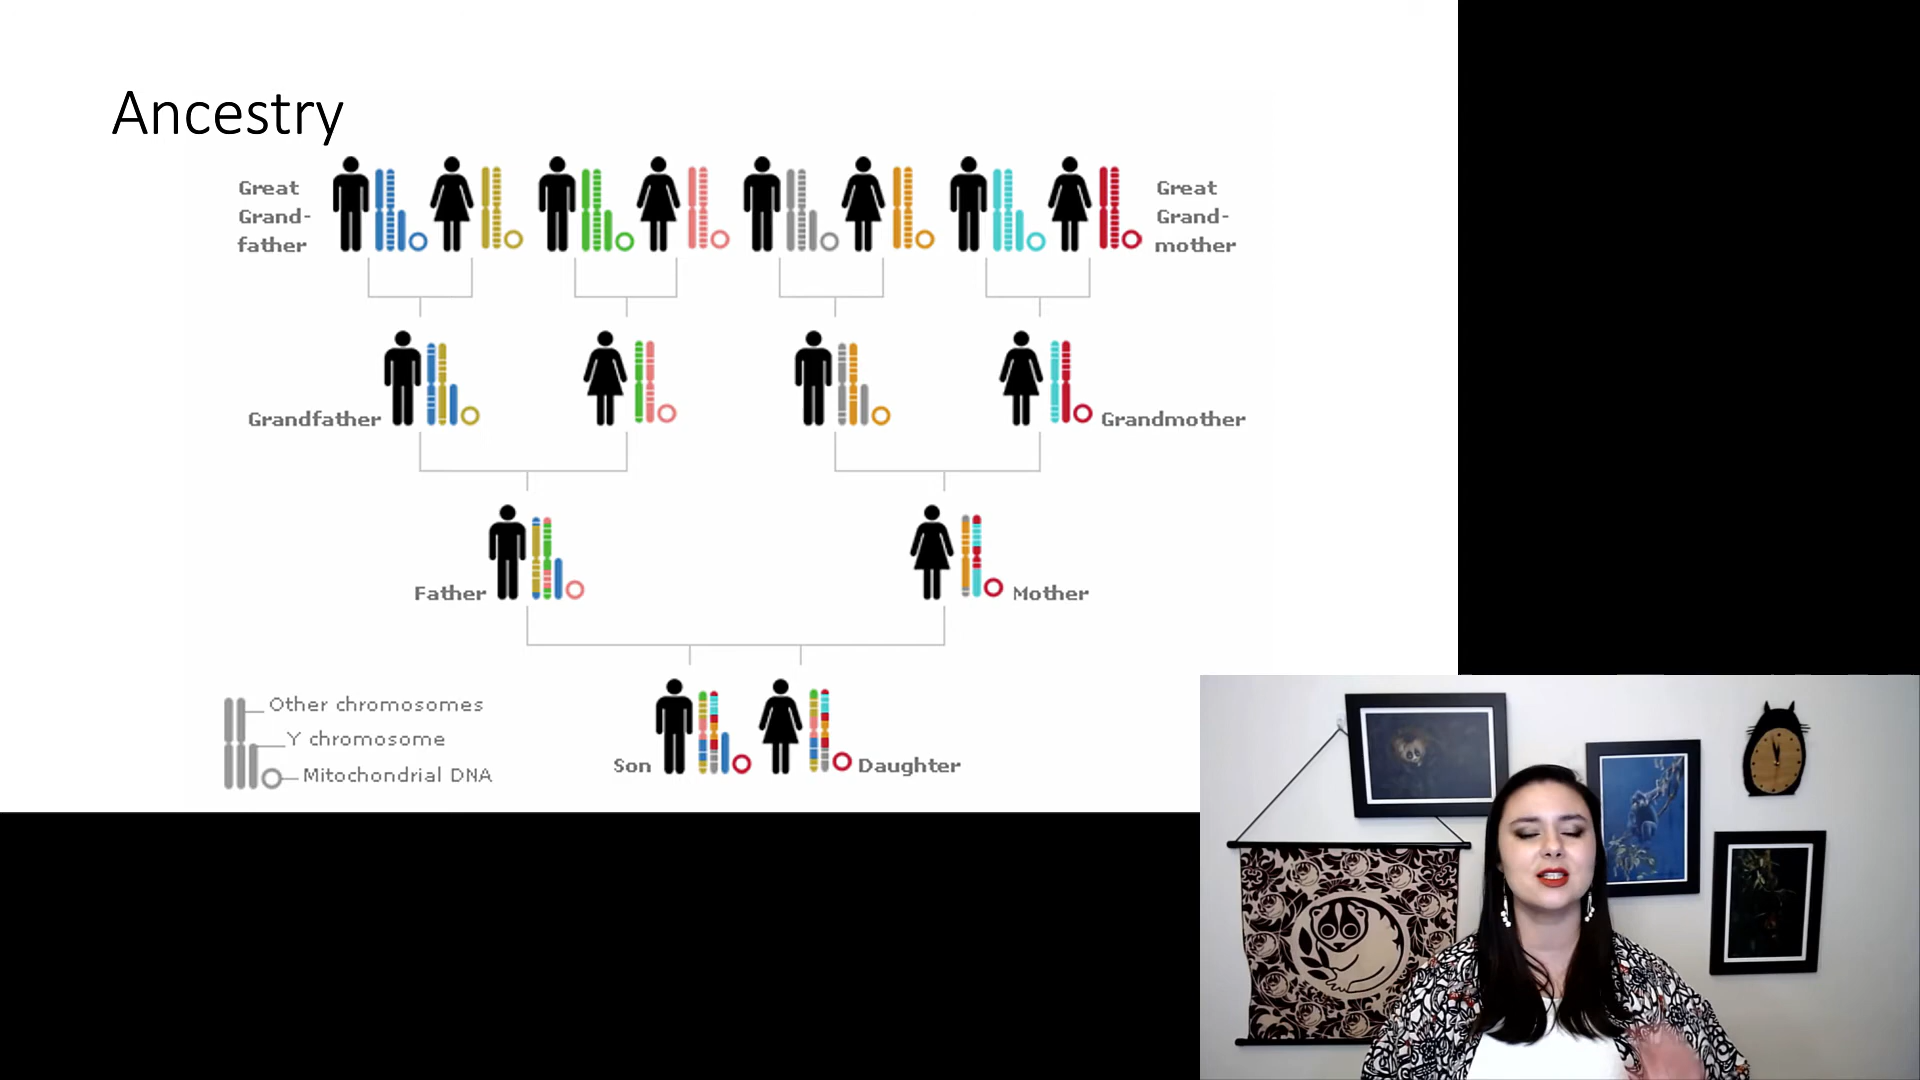 Ancestry
Great
Grand-
father
Great
Grand-
mother
Grandfather
Grandmother
Father
Mother
Other chromosomes
Y chromosome
Mitochondrial DNA
Son
Daughter